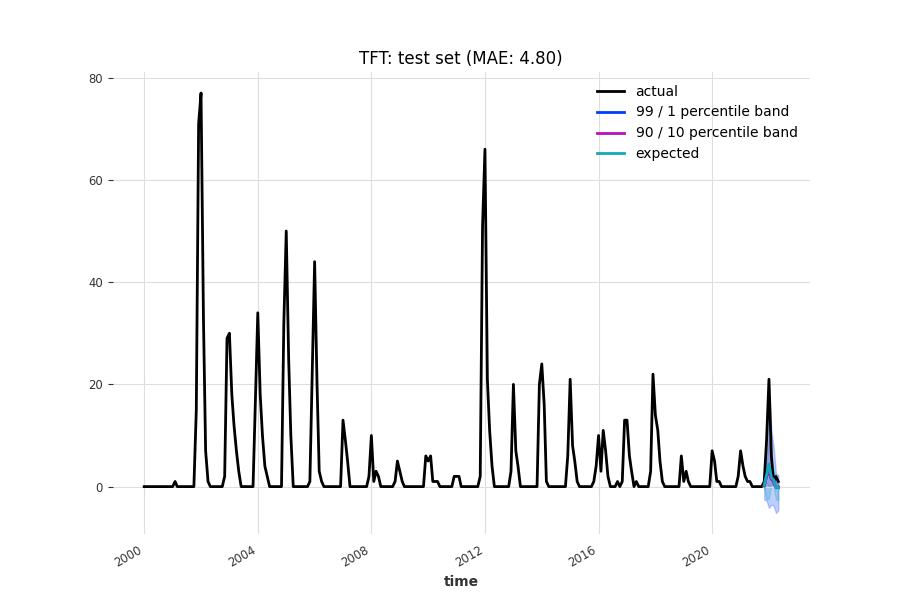 TFT: test set (MAE: 4.80)
actual
99 / 1 percentile band
90 / 10 percentile band
expected
80
60
40
20
0
2000
2004
2008
2012
2016
2020
time